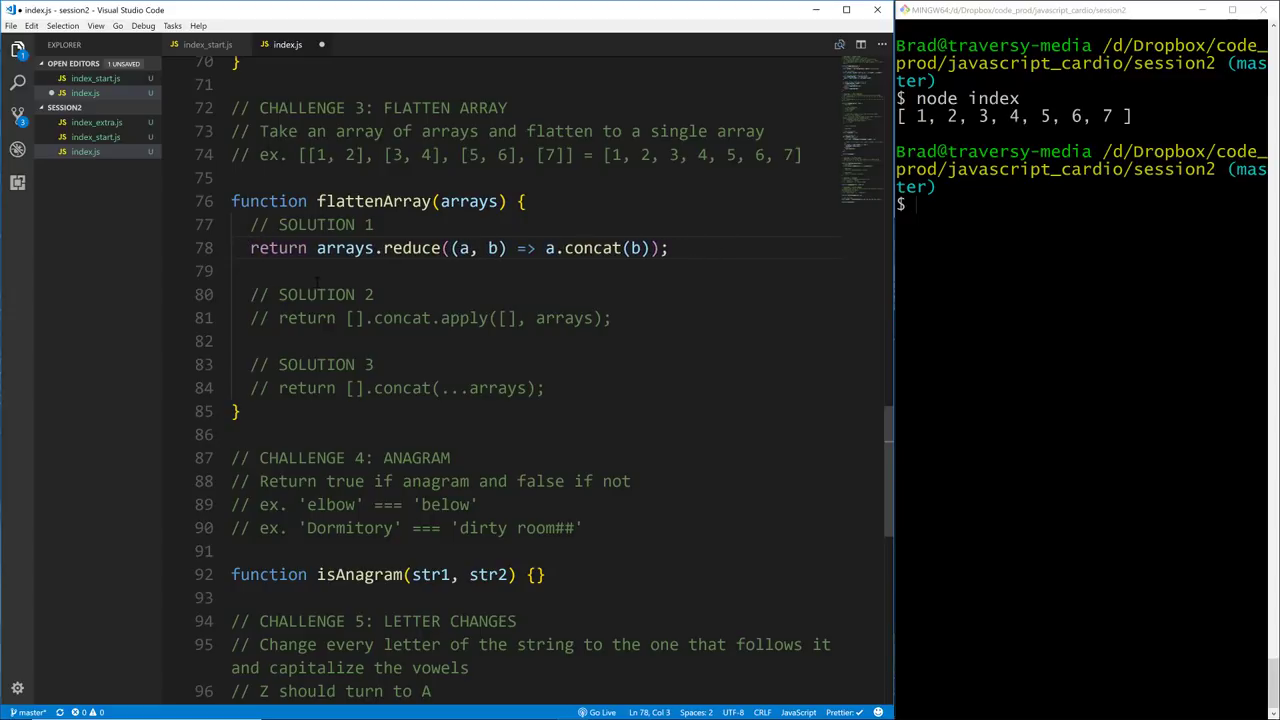 index.js - session2 - Visual Studio Code
File Edit Selection View Go Debug Tasks Help
EXPLORER
OPEN EDITORS 1 UNSAVED
index_start.js U
index.js U
SESSION2
index_extra.js U
index_start.js U
index.js U
index_start.js index.js
70 }
71
72 // CHALLENGE 3: FLATTEN ARRAY
73 // Take an array of arrays and flatten to a single array
74 // ex. [[1, 2], [3, 4], [5, 6], [7]] = [1, 2, 3, 4, 5, 6, 7]
75
76 function flattenArray(arrays) {
77 // SOLUTION 1
78 return arrays.reduce((a, b) => a.concat(b));
79
80 // SOLUTION 2
81 // return [].concat.apply([], arrays);
82
83 // SOLUTION 3
84 // return [].concat(...arrays);
85 }
86
87 // CHALLENGE 4: ANAGRAM
88 // Return true if anagram and false if not
89 // ex. 'elbow' === 'below'
90 // ex. 'Dormitory' === 'dirty room##'
91
92 function isAnagram(str1, str2) {}
93
94 // CHALLENGE 5: LETTER CHANGES
95 // Change every letter of the string to the one that follows it
and capitalize the vowels
96 // Z should turn to A
master* 0 0 Go Live Ln 78, Col 3 Spaces: 2 UTF-8 CRLF JavaScript Prettier: ✓
MINGW64:/d/Dropbox/code_prod/javascript_cardio/session2
Brad@traversy-media /d/Dropbox/code_
prod/javascript_cardio/session2 (mas
ter)
$ node index
[ 1, 2, 3, 4, 5, 6, 7 ]
Brad@traversy-media /d/Dropbox/code_
prod/javascript_cardio/session2 (mas
ter)
$